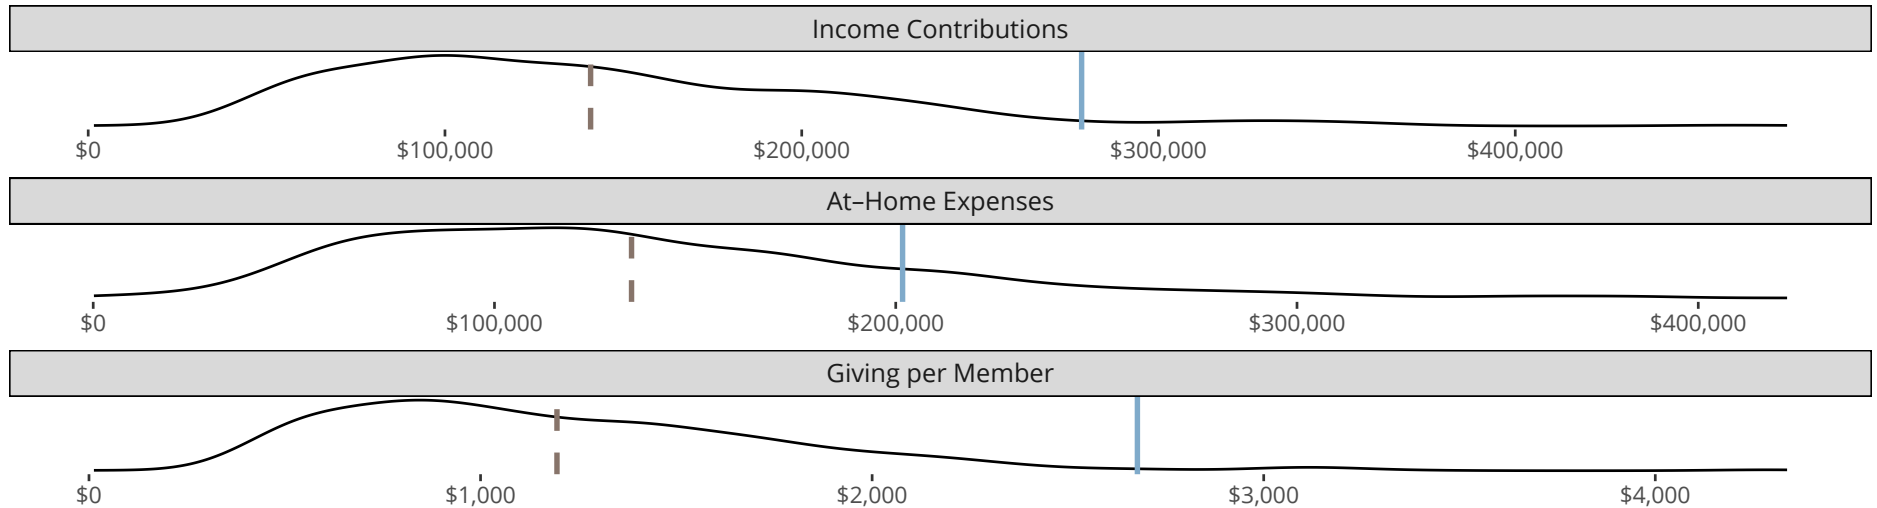 Income Contributions
$0 $100,000 $200,000 $300,000 $400,000
At–Home Expenses
$0 $100,000 $200,000 $300,000 $400,000
Giving per Member
$0 $1,000 $2,000 $3,000 $4,000